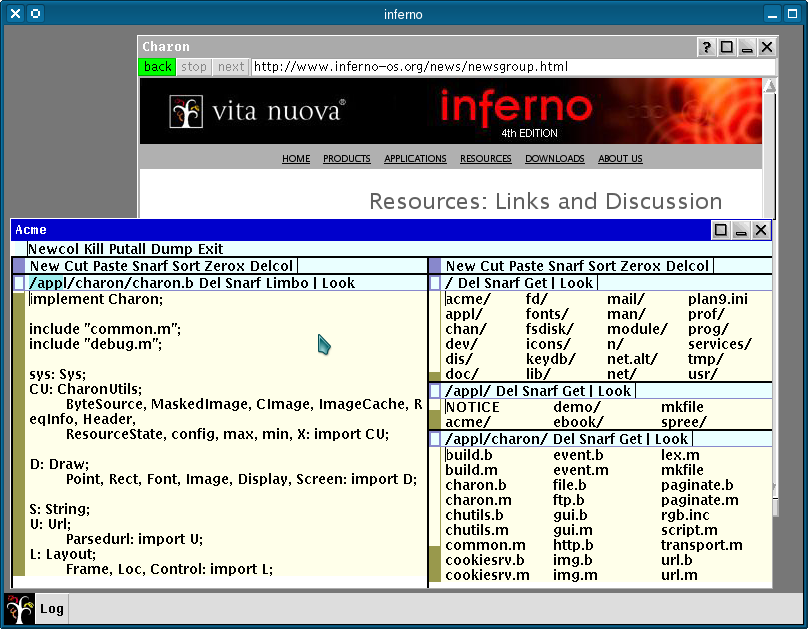 inferno
Charon
?
back stop next http://www.inferno-os.org/news/newsgroup.html
vita nuova®
inferno
4th EDITION
HOME PRODUCTS APPLICATIONS RESOURCES DOWNLOADS ABOUT US
Resources: Links and Discussion
Acme
Newcol Kill Putall Dump Exit
New Cut Paste Snarf Sort Zerox Delcol
/appl/charon/charon.b Del Snarf Limbo | Look
implement Charon;
include "common.m";
include "debug.m";
sys: Sys;
CU: CharonUtils;
ByteSource, MaskedImage, CImage, ImageCache, R
eqInfo, Header,
ResourceState, config, max, min, X: import CU;
D: Draw;
Point, Rect, Font, Image, Display, Screen: import D;
S: String;
U: Url;
Parsedurl: import U;
L: Layout;
Frame, Loc, Control: import L;
New Cut Paste Snarf Sort Zerox Delcol
/ Del Snarf Get | Look
acme/ fd/ mail/ plan9.ini
appl/ fonts/ man/ prof/
chan/ fsdisk/ module/ prog/
dev/ icons/ n/ services/
dis/ keydb/ net.alt/ tmp/
doc/ lib/ net/ usr/
/appl/ Del Snarf Get | Look
NOTICE demo/ mkfile
acme/ ebook/ spree/
/appl/charon/ Del Snarf Get | Look
build.b event.b lex.m
build.m event.m mkfile
charon.b file.b paginate.b
charon.m ftp.b paginate.m
chutils.b gui.b rgb.inc
chutils.m gui.m script.m
common.m http.b transport.m
cookiesrv.b img.b url.b
cookiesrv.m img.m url.m
Log